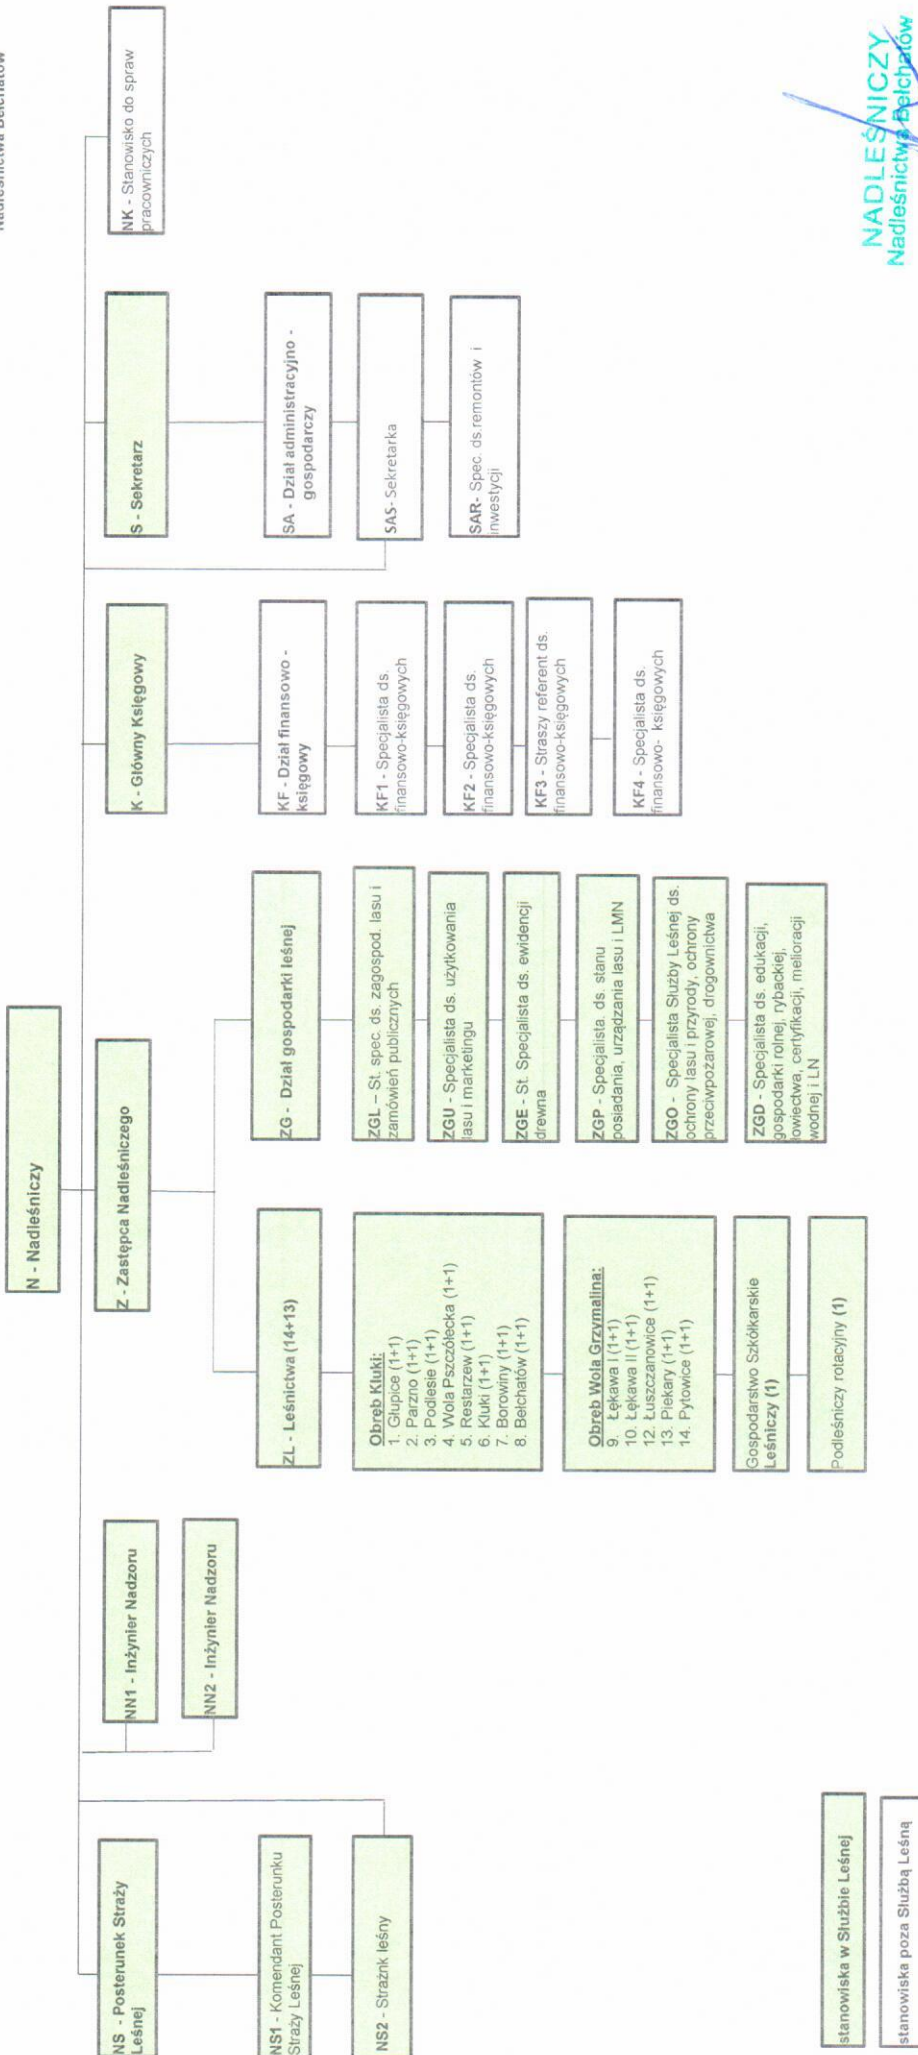 Nadleśnictwa Bełchatów
N - Nadleśniczy
NS - Posterunek Straży
Leśnej
NS1 - Komendant Posterunku
Straży Leśnej
NS2 - Strażnk leśny
NN1 - Inżynier Nadzoru
NN2 - Inżynier Nadzoru
Z - Zastępca Nadleśniczego
ZL - Leśnictwa (14+13)
Obręb Kluki:
1. Głupice (1+1)
2. Parzno (1+1)
3. Podlesie (1+1)
4. Wola Pszczółecka (1+1)
5. Restarzew (1+1)
6. Kluki (1+1)
7. Borowiny (1+1)
8. Bełchatów (1+1)
Obręb Wola Grzymalina:
9. Łękawa I (1+1)
10. Łękawa II (1+1)
12. Łuszczanowice (1+1)
13. Piekary (1+1)
14. Pytowice (1+1)
Gospodarstwo Szkółkarskie
Leśniczy (1)
Podleśniczy rotacyjny (1)
ZG - Dział gospodarki leśnej
ZGL – St. spec. ds. zagospod. lasu i
zamówień publicznych
ZGU - Specjalista ds. użytkowania
lasu i marketingu
ZGE - St. Specjalista ds. ewidencji
drewna
ZGP - Specjalista, ds. stanu
posiadania, urządzania lasu i LMN
ZGO - Specjalista Służby Leśnej ds.
ochrony lasu i przyrody, ochrony
przeciwpożarowej, drogownictwa
ZGD - Specjalista ds. edukacji,
gospodarki rolnej, rybackiej,
łowiectwa, certyfikacji, melioracji
wodnej i LN
K - Główny Księgowy
KF - Dział finansowo -
księgowy
KF1 - Specjalista ds.
finansowo-księgowych
KF2 - Specjalista ds.
finansowo-księgowych
KF3 - Straszy referent ds.
finansowo-księgowych
KF4 - Specjalista ds.
finansowo- księgowych
S - Sekretarz
SA - Dział administracyjno -
gospodarczy
SAS- Sekretarka
SAR- Spec. ds.remontów i
inwestycji
NK - Stanowisko do spraw
pracowniczych
stanowiska w Służbie Leśnej
stanowiska poza Służbą Leśną
NADLEŚNICZY
Nadleśnictwa Bełchatów